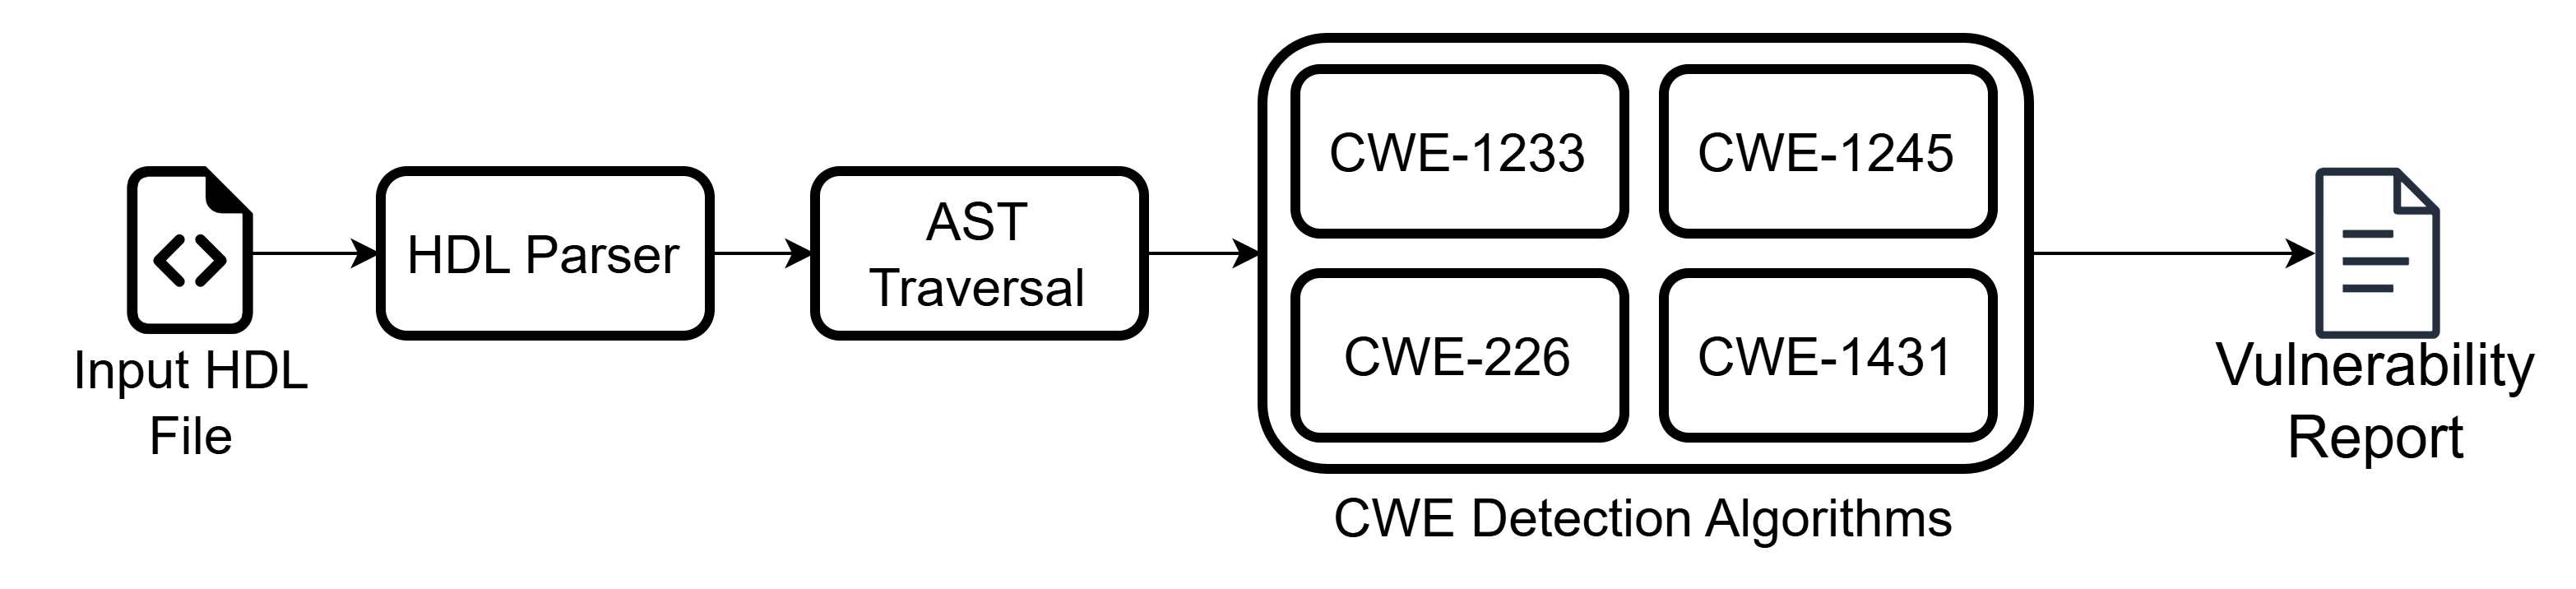 Input HDL
File
HDL Parser
AST
Traversal
CWE-1233
CWE-1245
CWE-226
CWE-1431
CWE Detection Algorithms
Vulnerability
Report